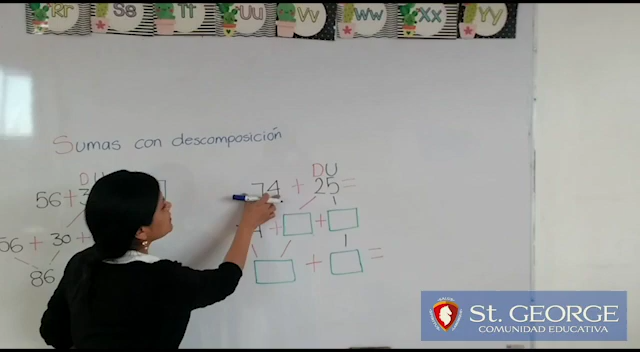 Rr Ss Tt Uu Vv Ww Xx Yy
Sumas con descomposición
D U
56 +
56 + 30 +
86
D U
74 + 25 =
+ +
+ =
St. GEORGE
COMUNIDAD EDUCATIVA